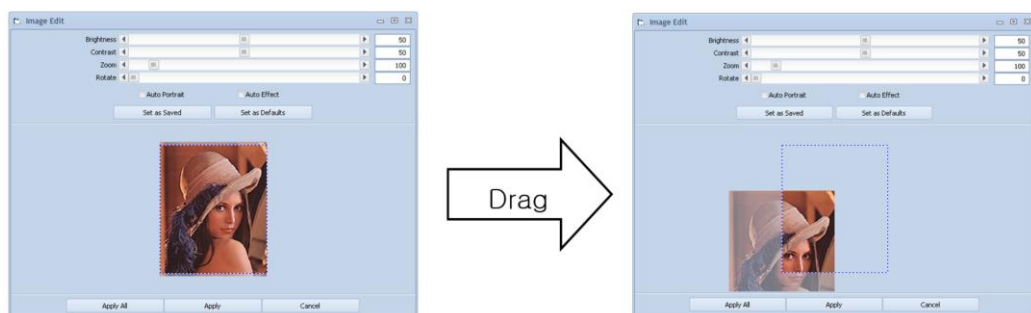 Image Edit
Brightness 50
Contrast 50
Zoom 100
Rotate 0
Auto Portrait Auto Effect
Set as Saved Set as Defaults
Apply All Apply Cancel
Drag
Image Edit
Brightness 50
Contrast 50
Zoom 100
Rotate 0
Auto Portrait Auto Effect
Set as Saved Set as Defaults
Apply All Apply Cancel